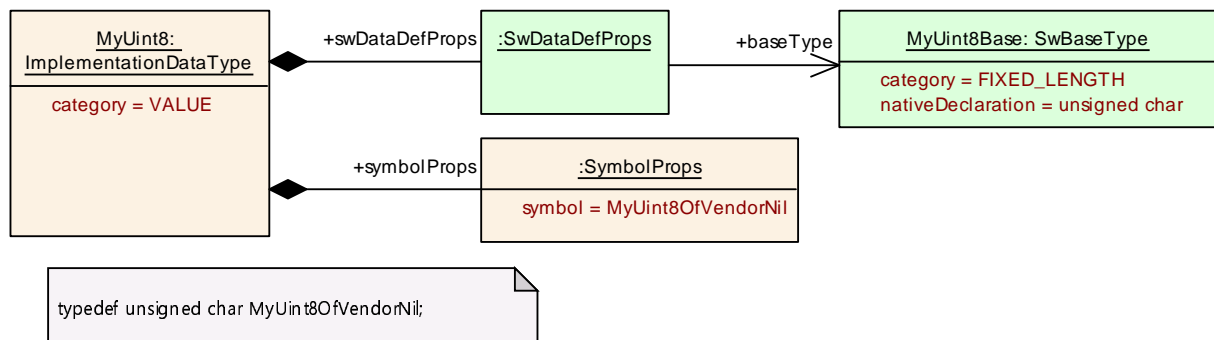 MyUint8:
ImplementationDataType
category = VALUE
+swDataDefProps
:SwDataDefProps
+baseType
MyUint8Base: SwBaseType
category = FIXED_LENGTH
nativeDeclaration = unsigned char
+symbolProps
:SymbolProps
symbol = MyUint8OfVendorNil
typedef unsigned char MyUint8OfVendorNil;